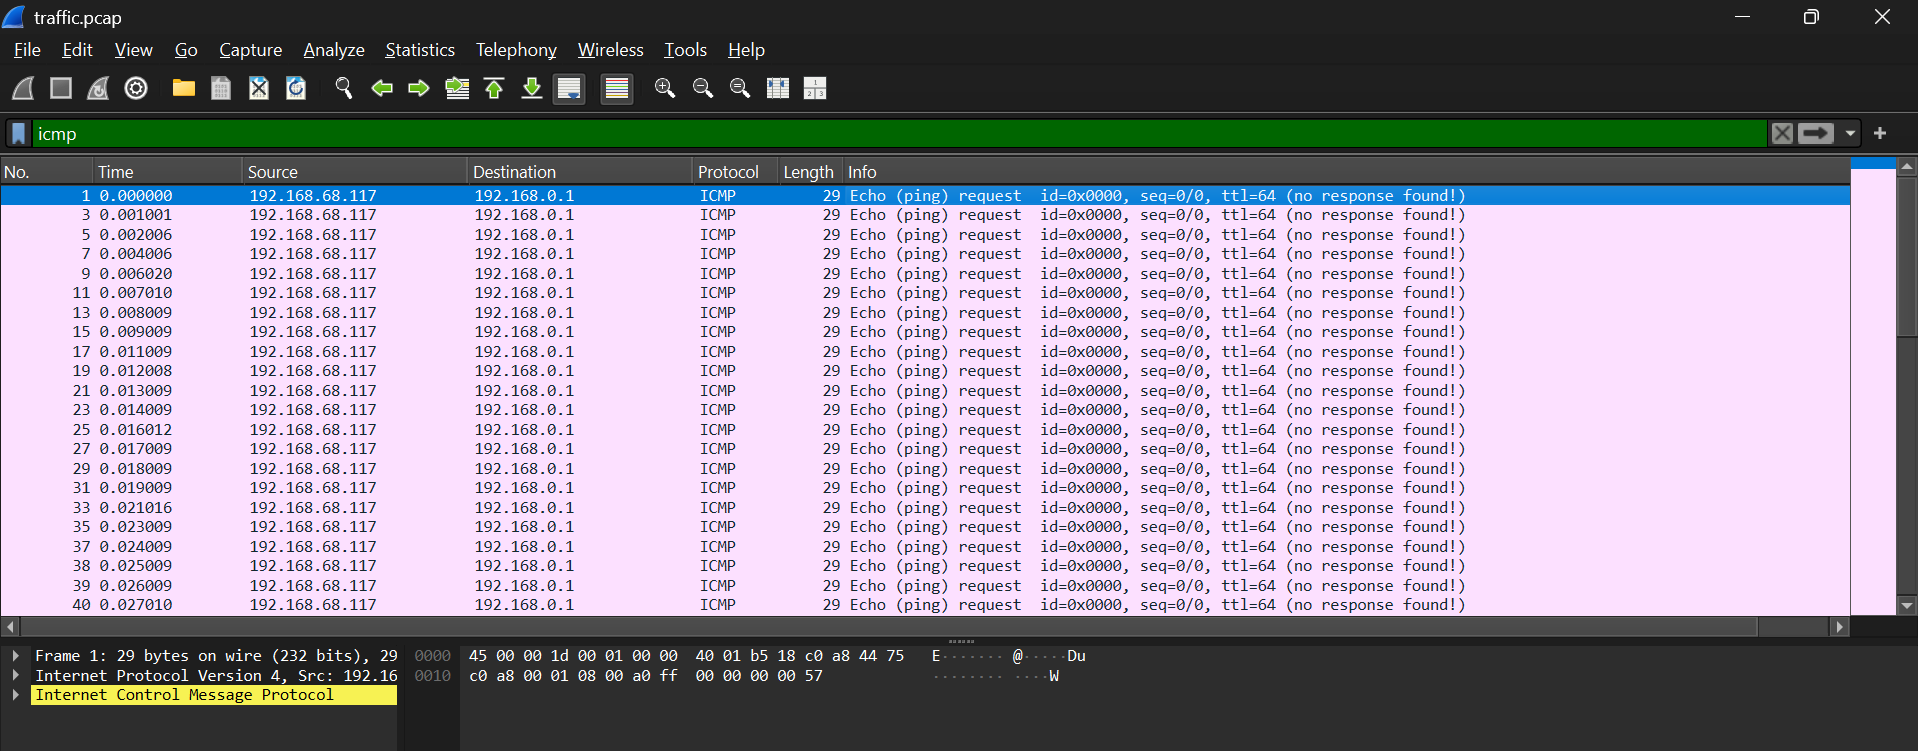 traffic.pcap
File Edit View Go Capture Analyze Statistics Telephony Wireless Tools Help
icmp
No. Time Source Destination Protocol Length Info
1 0.000000 192.168.68.117 192.168.0.1 ICMP 29 Echo (ping) request id=0x0000, seq=0/0, ttl=64 (no response found!)
3 0.001001 192.168.68.117 192.168.0.1 ICMP 29 Echo (ping) request id=0x0000, seq=0/0, ttl=64 (no response found!)
5 0.002006 192.168.68.117 192.168.0.1 ICMP 29 Echo (ping) request id=0x0000, seq=0/0, ttl=64 (no response found!)
7 0.004006 192.168.68.117 192.168.0.1 ICMP 29 Echo (ping) request id=0x0000, seq=0/0, ttl=64 (no response found!)
9 0.006020 192.168.68.117 192.168.0.1 ICMP 29 Echo (ping) request id=0x0000, seq=0/0, ttl=64 (no response found!)
11 0.007010 192.168.68.117 192.168.0.1 ICMP 29 Echo (ping) request id=0x0000, seq=0/0, ttl=64 (no response found!)
13 0.008009 192.168.68.117 192.168.0.1 ICMP 29 Echo (ping) request id=0x0000, seq=0/0, ttl=64 (no response found!)
15 0.009009 192.168.68.117 192.168.0.1 ICMP 29 Echo (ping) request id=0x0000, seq=0/0, ttl=64 (no response found!)
17 0.011009 192.168.68.117 192.168.0.1 ICMP 29 Echo (ping) request id=0x0000, seq=0/0, ttl=64 (no response found!)
19 0.012008 192.168.68.117 192.168.0.1 ICMP 29 Echo (ping) request id=0x0000, seq=0/0, ttl=64 (no response found!)
21 0.013009 192.168.68.117 192.168.0.1 ICMP 29 Echo (ping) request id=0x0000, seq=0/0, ttl=64 (no response found!)
23 0.014009 192.168.68.117 192.168.0.1 ICMP 29 Echo (ping) request id=0x0000, seq=0/0, ttl=64 (no response found!)
25 0.016012 192.168.68.117 192.168.0.1 ICMP 29 Echo (ping) request id=0x0000, seq=0/0, ttl=64 (no response found!)
27 0.017009 192.168.68.117 192.168.0.1 ICMP 29 Echo (ping) request id=0x0000, seq=0/0, ttl=64 (no response found!)
29 0.018009 192.168.68.117 192.168.0.1 ICMP 29 Echo (ping) request id=0x0000, seq=0/0, ttl=64 (no response found!)
31 0.019009 192.168.68.117 192.168.0.1 ICMP 29 Echo (ping) request id=0x0000, seq=0/0, ttl=64 (no response found!)
33 0.021016 192.168.68.117 192.168.0.1 ICMP 29 Echo (ping) request id=0x0000, seq=0/0, ttl=64 (no response found!)
35 0.023009 192.168.68.117 192.168.0.1 ICMP 29 Echo (ping) request id=0x0000, seq=0/0, ttl=64 (no response found!)
37 0.024009 192.168.68.117 192.168.0.1 ICMP 29 Echo (ping) request id=0x0000, seq=0/0, ttl=64 (no response found!)
38 0.025009 192.168.68.117 192.168.0.1 ICMP 29 Echo (ping) request id=0x0000, seq=0/0, ttl=64 (no response found!)
39 0.026009 192.168.68.117 192.168.0.1 ICMP 29 Echo (ping) request id=0x0000, seq=0/0, ttl=64 (no response found!)
40 0.027010 192.168.68.117 192.168.0.1 ICMP 29 Echo (ping) request id=0x0000, seq=0/0, ttl=64 (no response found!)
Frame 1: 29 bytes on wire (232 bits), 29
Internet Protocol Version 4, Src: 192.16
Internet Control Message Protocol
0000 45 00 00 1d 00 01 00 00 40 01 b5 18 c0 a8 44 75 E······· @·····Du
0010 c0 a8 00 01 08 00 a0 ff 00 00 00 00 57 ········ ····W